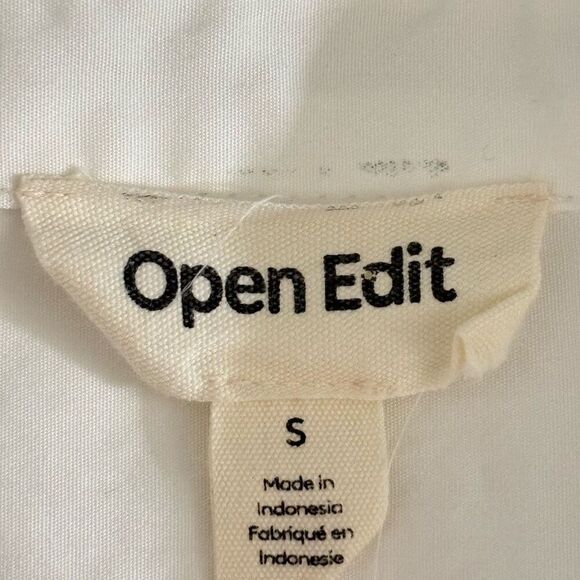 Open Edit
S
Made in
Indonesia
Fabriqué en
Indonesie